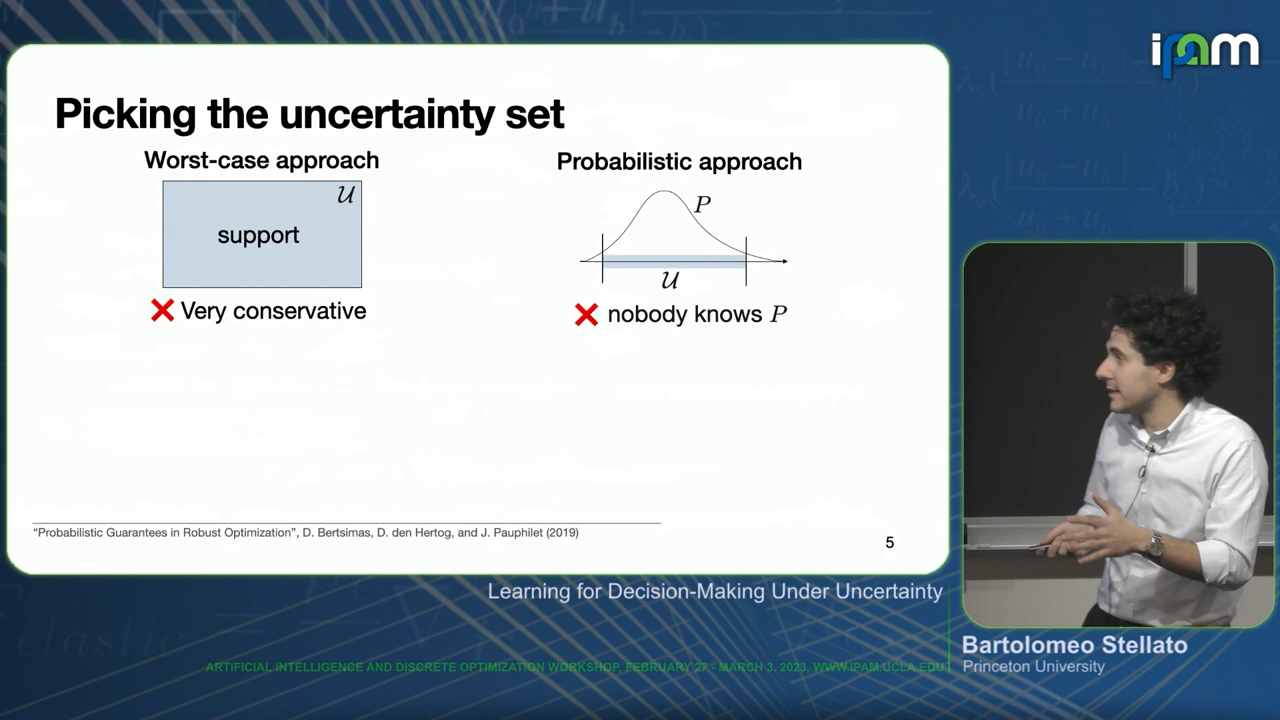 ipam
Picking the uncertainty set
Worst-case approach
𝒰
support
❌ Very conservative
Probabilistic approach
P
𝒰
❌ nobody knows P
“Probabilistic Guarantees in Robust Optimization”, D. Bertsimas, D. den Hertog, and J. Pauphilet (2019)
5
Learning for Decision-Making Under Uncertainty
Bartolomeo Stellato
Princeton University
ARTIFICIAL INTELLIGENCE AND DISCRETE OPTIMIZATION WORKSHOP, FEBRUARY 27 - MARCH 3, 2023, WWW.IPAM.UCLA.EDU
elastic